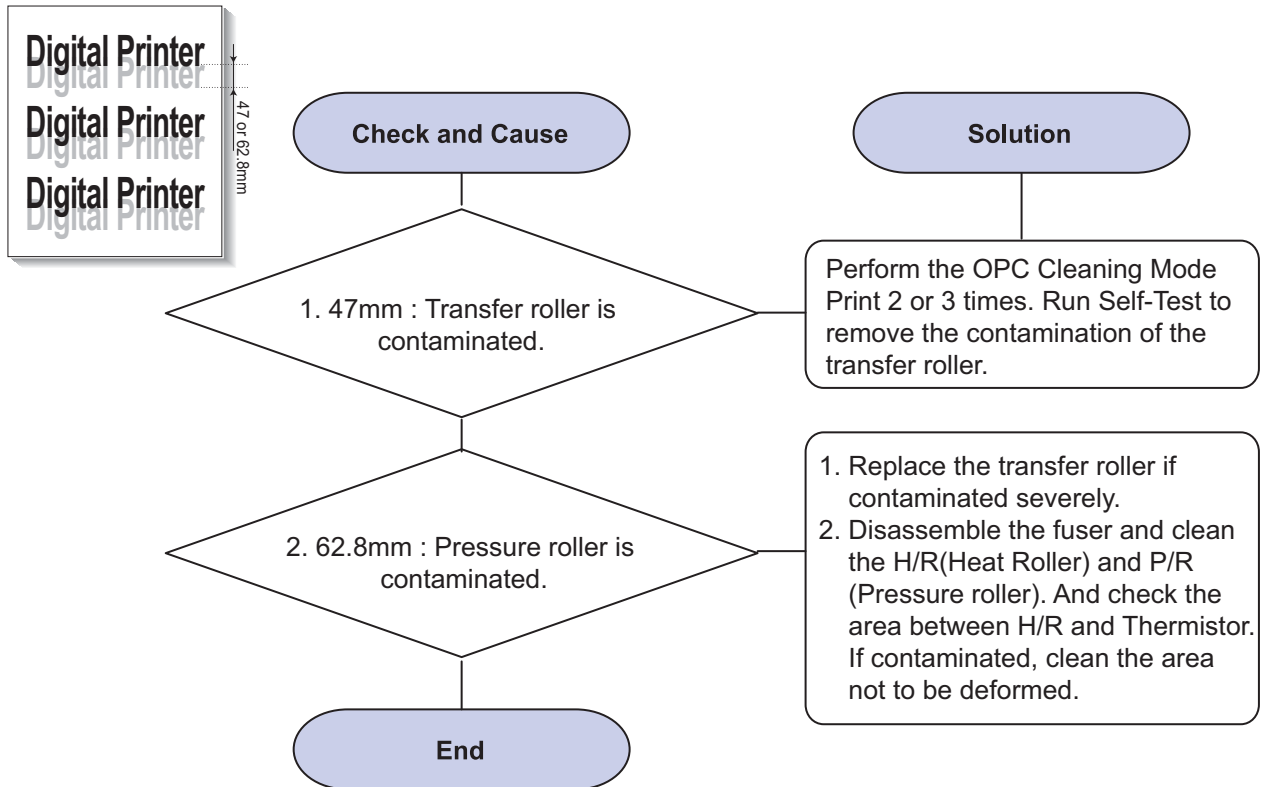 Digital Printer
Digital Printer
Digital Printer
Digital Printer
Digital Printer
Digital Printer
47 or 62.8mm
Check and Cause
Solution
1. 47mm : Transfer roller is
contaminated.
Perform the OPC Cleaning Mode
Print 2 or 3 times. Run Self-Test to
remove the contamination of the
transfer roller.
2. 62.8mm : Pressure roller is
contaminated.
1. Replace the transfer roller if
contaminated severely.
2. Disassemble the fuser and clean
the H/R(Heat Roller) and P/R
(Pressure roller). And check the
area between H/R and Thermistor.
If contaminated, clean the area
not to be deformed.
End